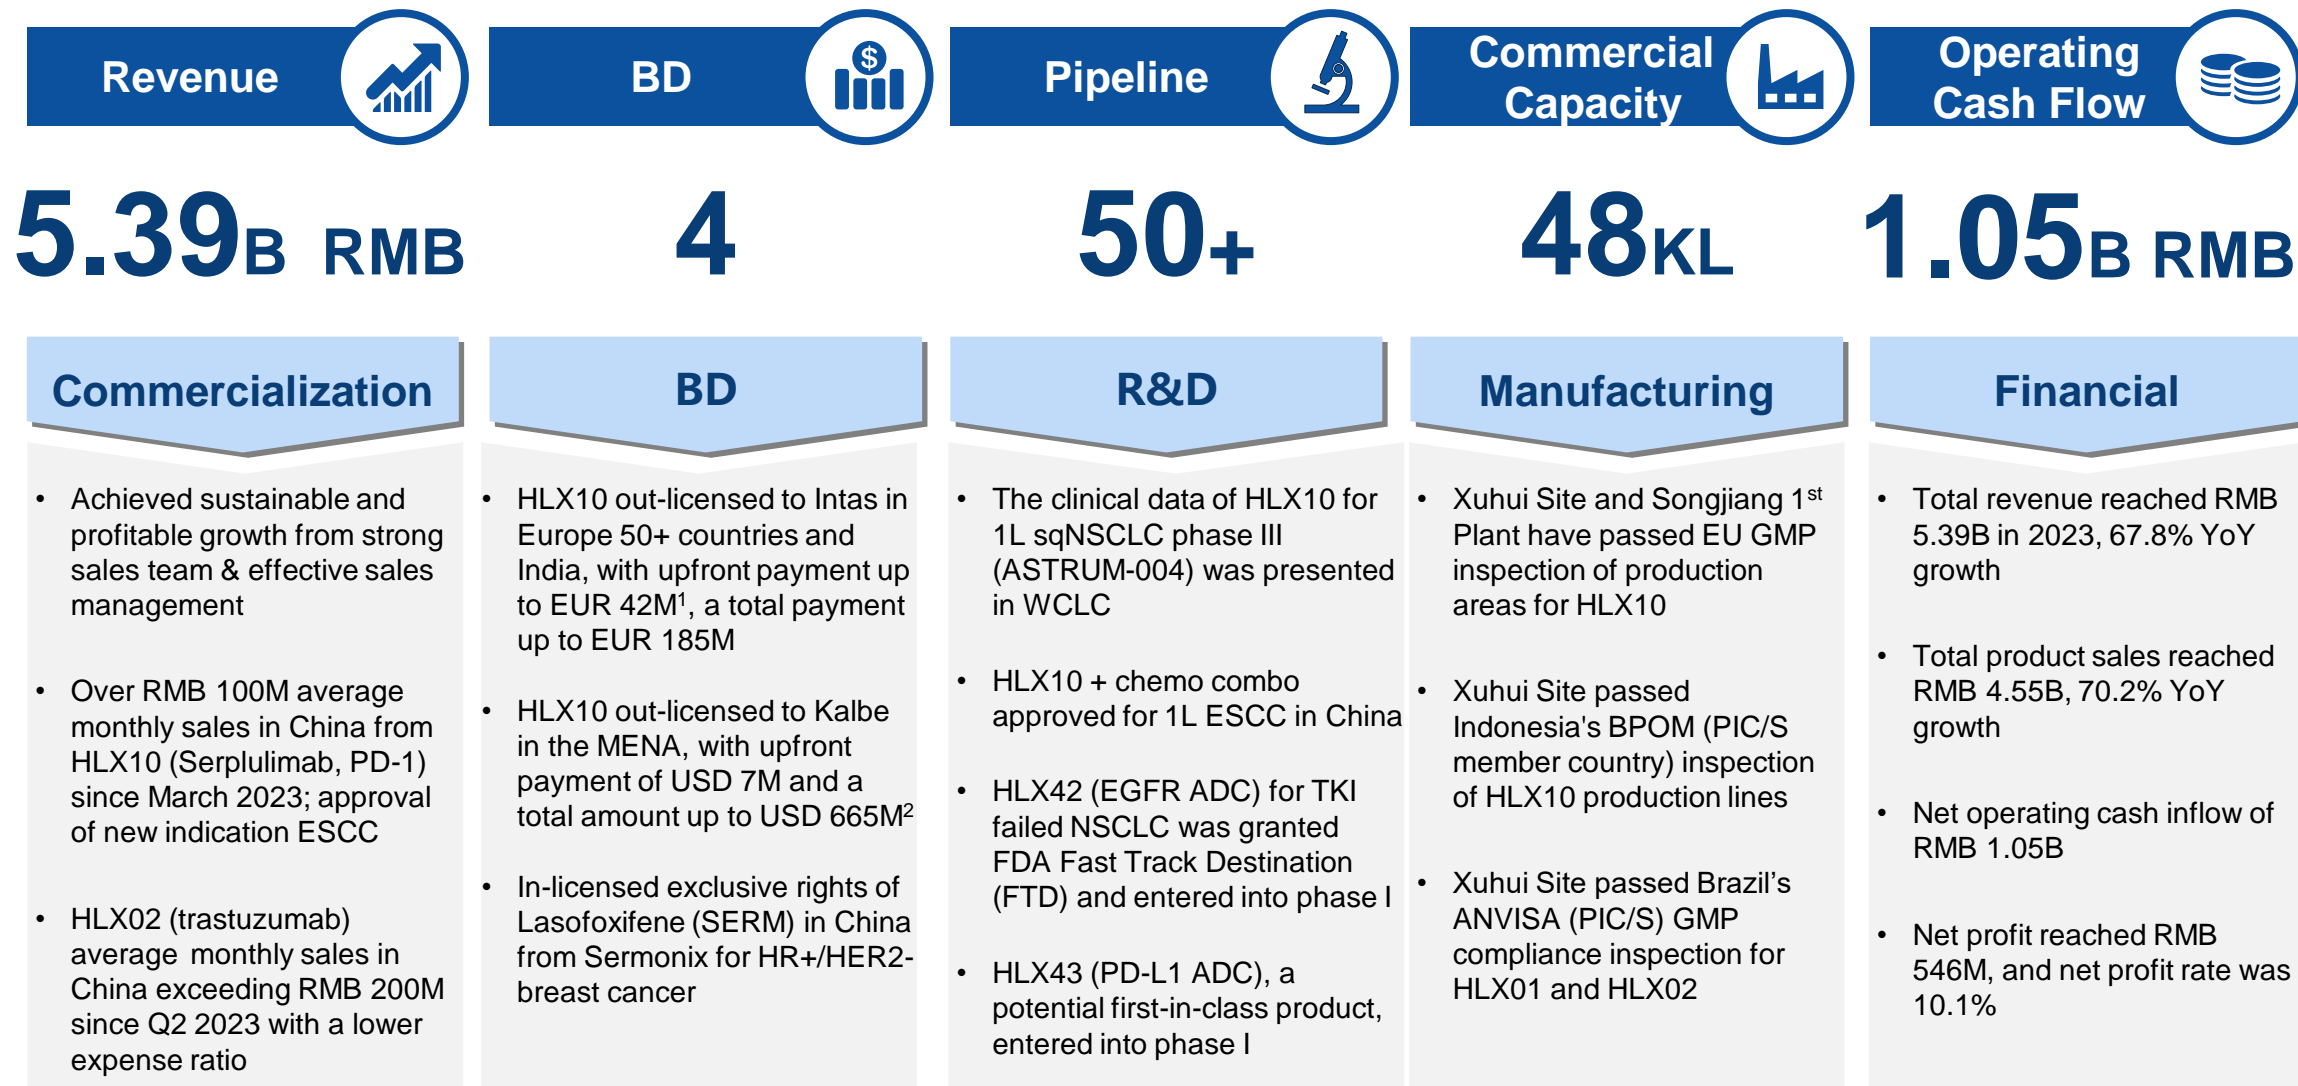 Revenue
BD
$
Pipeline
Commercial
Capacity
Operating
Cash Flow
5.39B RMB
4
50+
48KL
1.05B RMB
Commercialization
• Achieved sustainable and
profitable growth from strong
sales team & effective sales
management
• Over RMB 100M average
monthly sales in China from
HLX10 (Serplulimab, PD-1)
since March 2023; approval
of new indication ESCC
• HLX02 (trastuzumab)
average monthly sales in
China exceeding RMB 200M
since Q2 2023 with a lower
expense ratio
BD
• HLX10 out-licensed to Intas in
Europe 50+ countries and
India, with upfront payment up
to EUR 42M¹, a total payment
up to EUR 185M
• HLX10 out-licensed to Kalbe
in the MENA, with upfront
payment of USD 7M and a
total amount up to USD 665M²
• In-licensed exclusive rights of
Lasofoxifene (SERM) in China
from Sermonix for HR+/HER2-
breast cancer
R&D
• The clinical data of HLX10 for
1L sqNSCLC phase III
(ASTRUM-004) was presented
in WCLC
• HLX10 + chemo combo
approved for 1L ESCC in China
• HLX42 (EGFR ADC) for TKI
failed NSCLC was granted
FDA Fast Track Destination
(FTD) and entered into phase I
• HLX43 (PD-L1 ADC), a
potential first-in-class product,
entered into phase I
Manufacturing
• Xuhui Site and Songjiang 1st
Plant have passed EU GMP
inspection of production
areas for HLX10
• Xuhui Site passed
Indonesia's BPOM (PIC/S
member country) inspection
of HLX10 production lines
• Xuhui Site passed Brazil’s
ANVISA (PIC/S) GMP
compliance inspection for
HLX01 and HLX02
Financial
• Total revenue reached RMB
5.39B in 2023, 67.8% YoY
growth
• Total product sales reached
RMB 4.55B, 70.2% YoY
growth
• Net operating cash inflow of
RMB 1.05B
• Net profit reached RMB
546M, and net profit rate was
10.1%